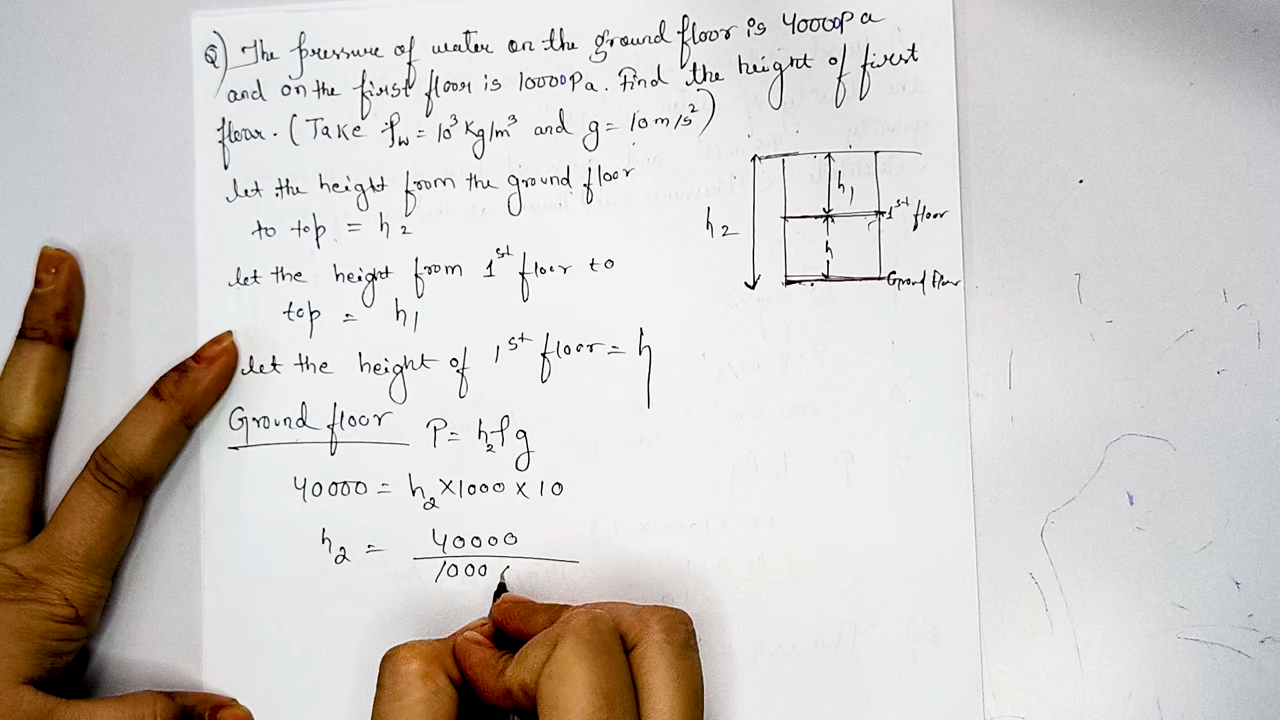 Q) The pressure of water on the ground floor is 40000Pa
and on the first floor is 10000Pa. Find the height of first
floor. (Take ρw = 10³ Kg/m³ and g = 10 m/s²)
let the height from the ground floor
to top = h2
let the height from 1st floor to
top = h1
let the height of 1st floor = h
Ground floor P = h2ρg
40000 = h2 × 1000 × 10
h2 = 40000
1000
h1
1st floor
h2
h
Ground floor